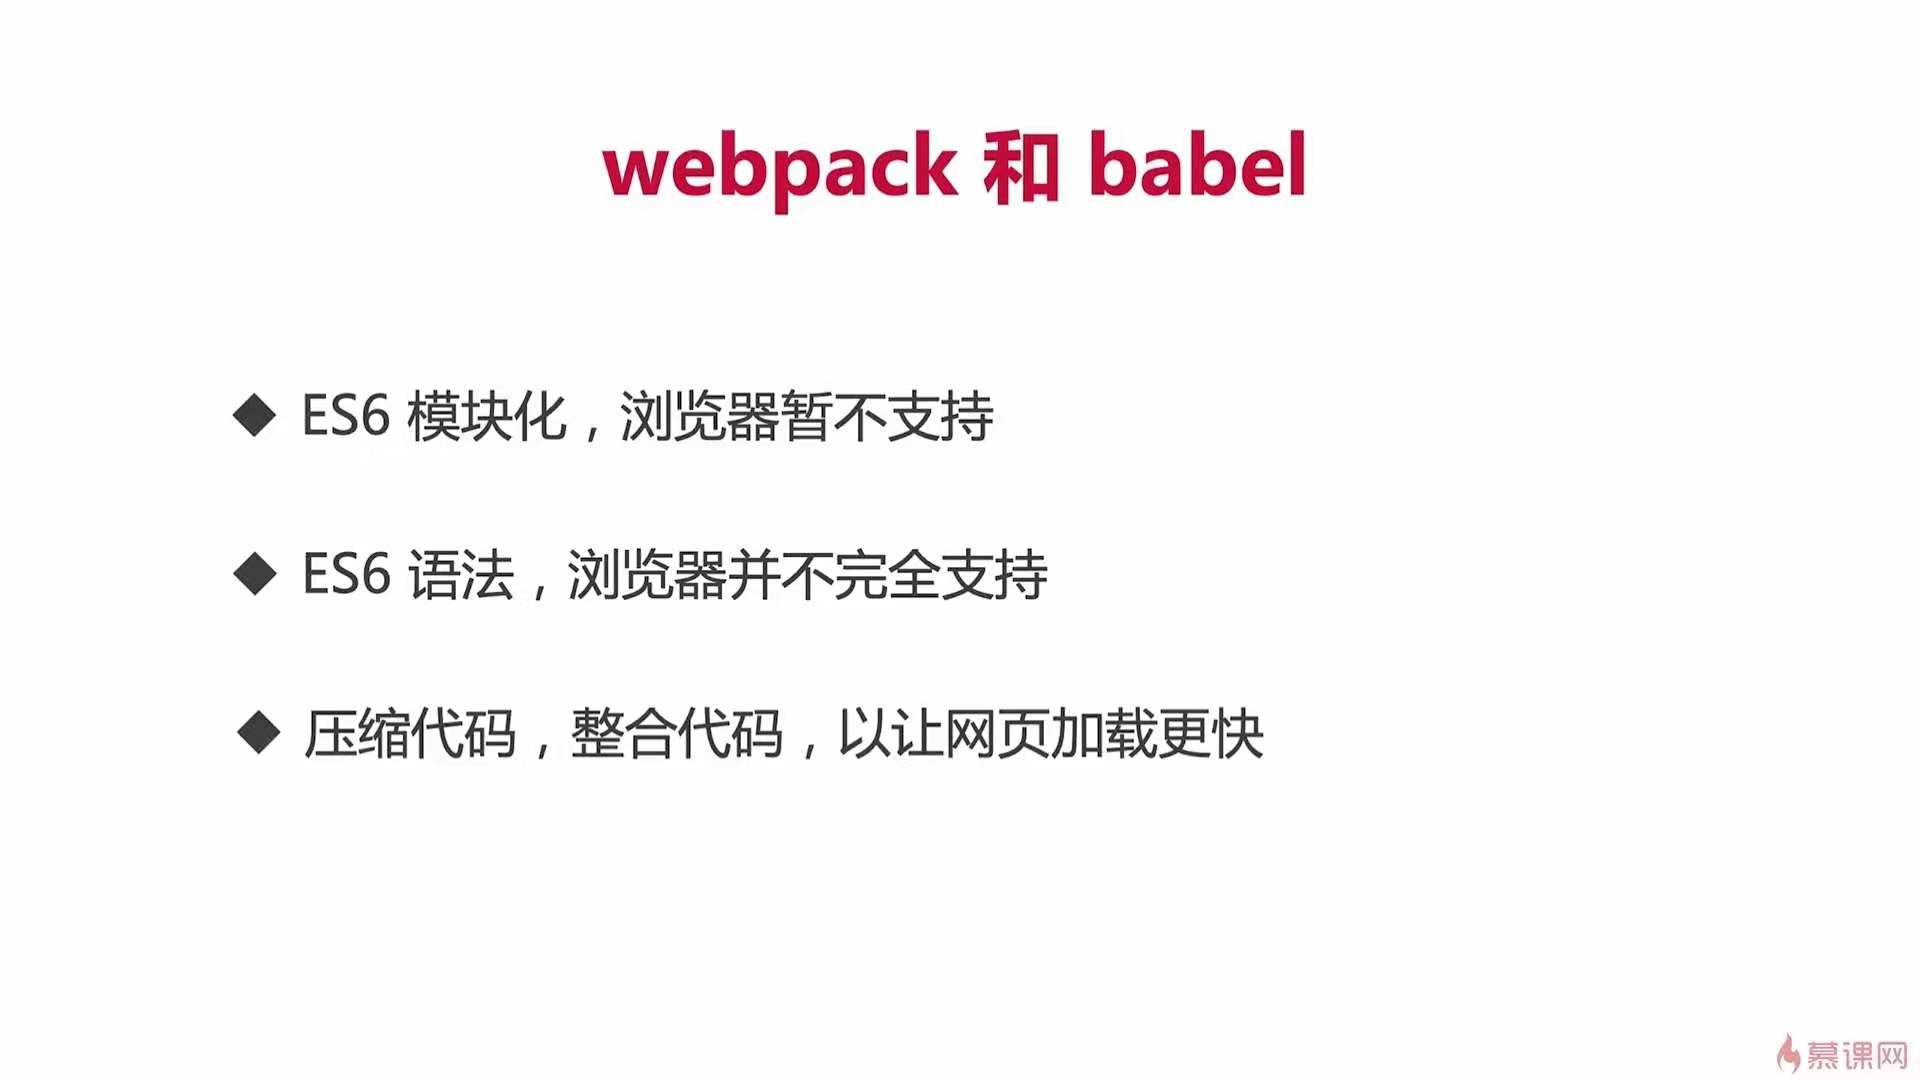 webpack 和 babel
ES6 模块化，浏览器暂不支持
ES6 语法，浏览器并不完全支持
压缩代码，整合代码，以让网页加载更快
慕课网